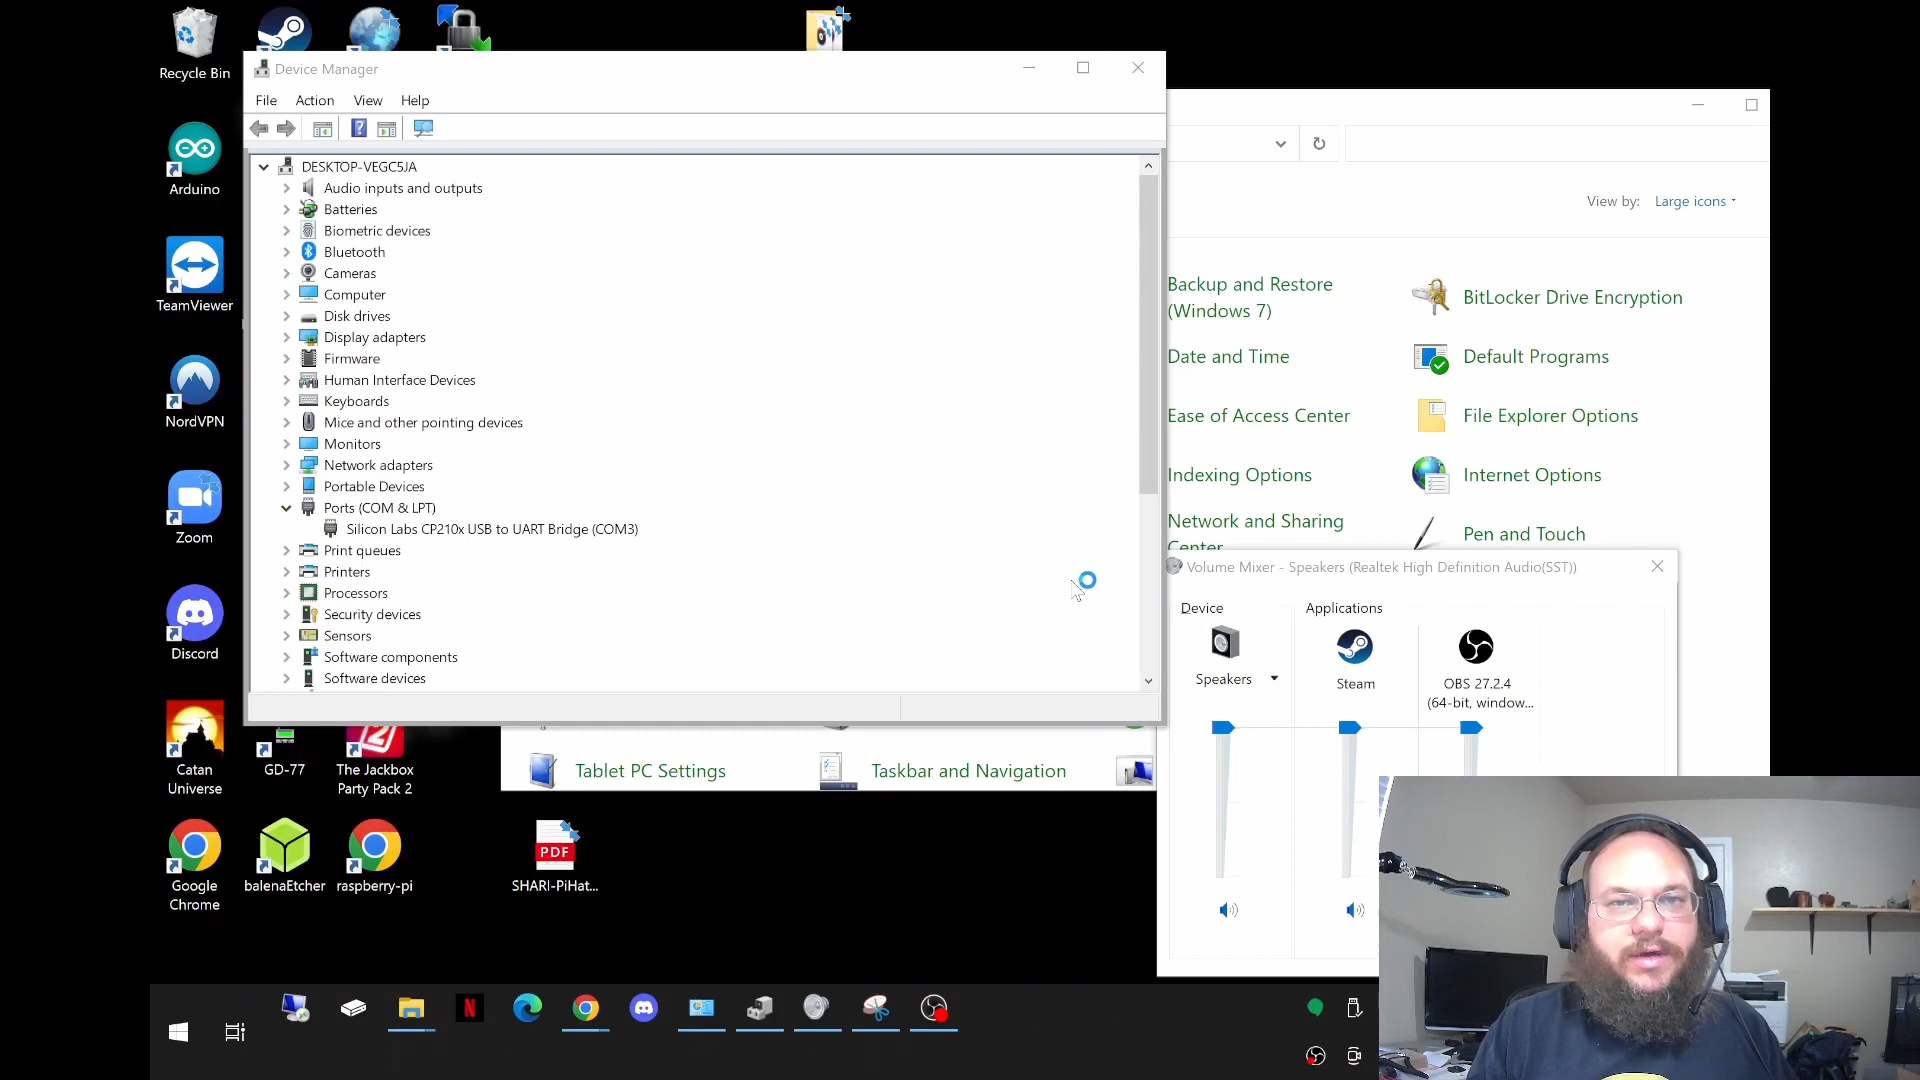 Recycle Bin
Device Manager
File Action View Help
DESKTOP-VEGC5JA
Audio inputs and outputs
Batteries
Biometric devices
Bluetooth
Cameras
Computer
Disk drives
Display adapters
Firmware
Human Interface Devices
Keyboards
Mice and other pointing devices
Monitors
Network adapters
Portable Devices
Ports (COM & LPT)
Silicon Labs CP210x USB to UART Bridge (COM3)
Print queues
Printers
Processors
Security devices
Sensors
Software components
Software devices
Arduino
TeamViewer
NordVPN
Zoom
Discord
Catan
Universe
GD-77
The Jackbox
Party Pack 2
Google
Chrome
balenaEtcher
raspberry-pi
PDF
SHARI-PiHat...
View by: Large icons
Backup and Restore
(Windows 7)
BitLocker Drive Encryption
Date and Time
Default Programs
Ease of Access Center
File Explorer Options
Indexing Options
Internet Options
Network and Sharing
Center
Pen and Touch
Tablet PC Settings
Taskbar and Navigation
Volume Mixer - Speakers (Realtek High Definition Audio(SST))
Device
Applications
Speakers
Steam
OBS 27.2.4
(64-bit, window...